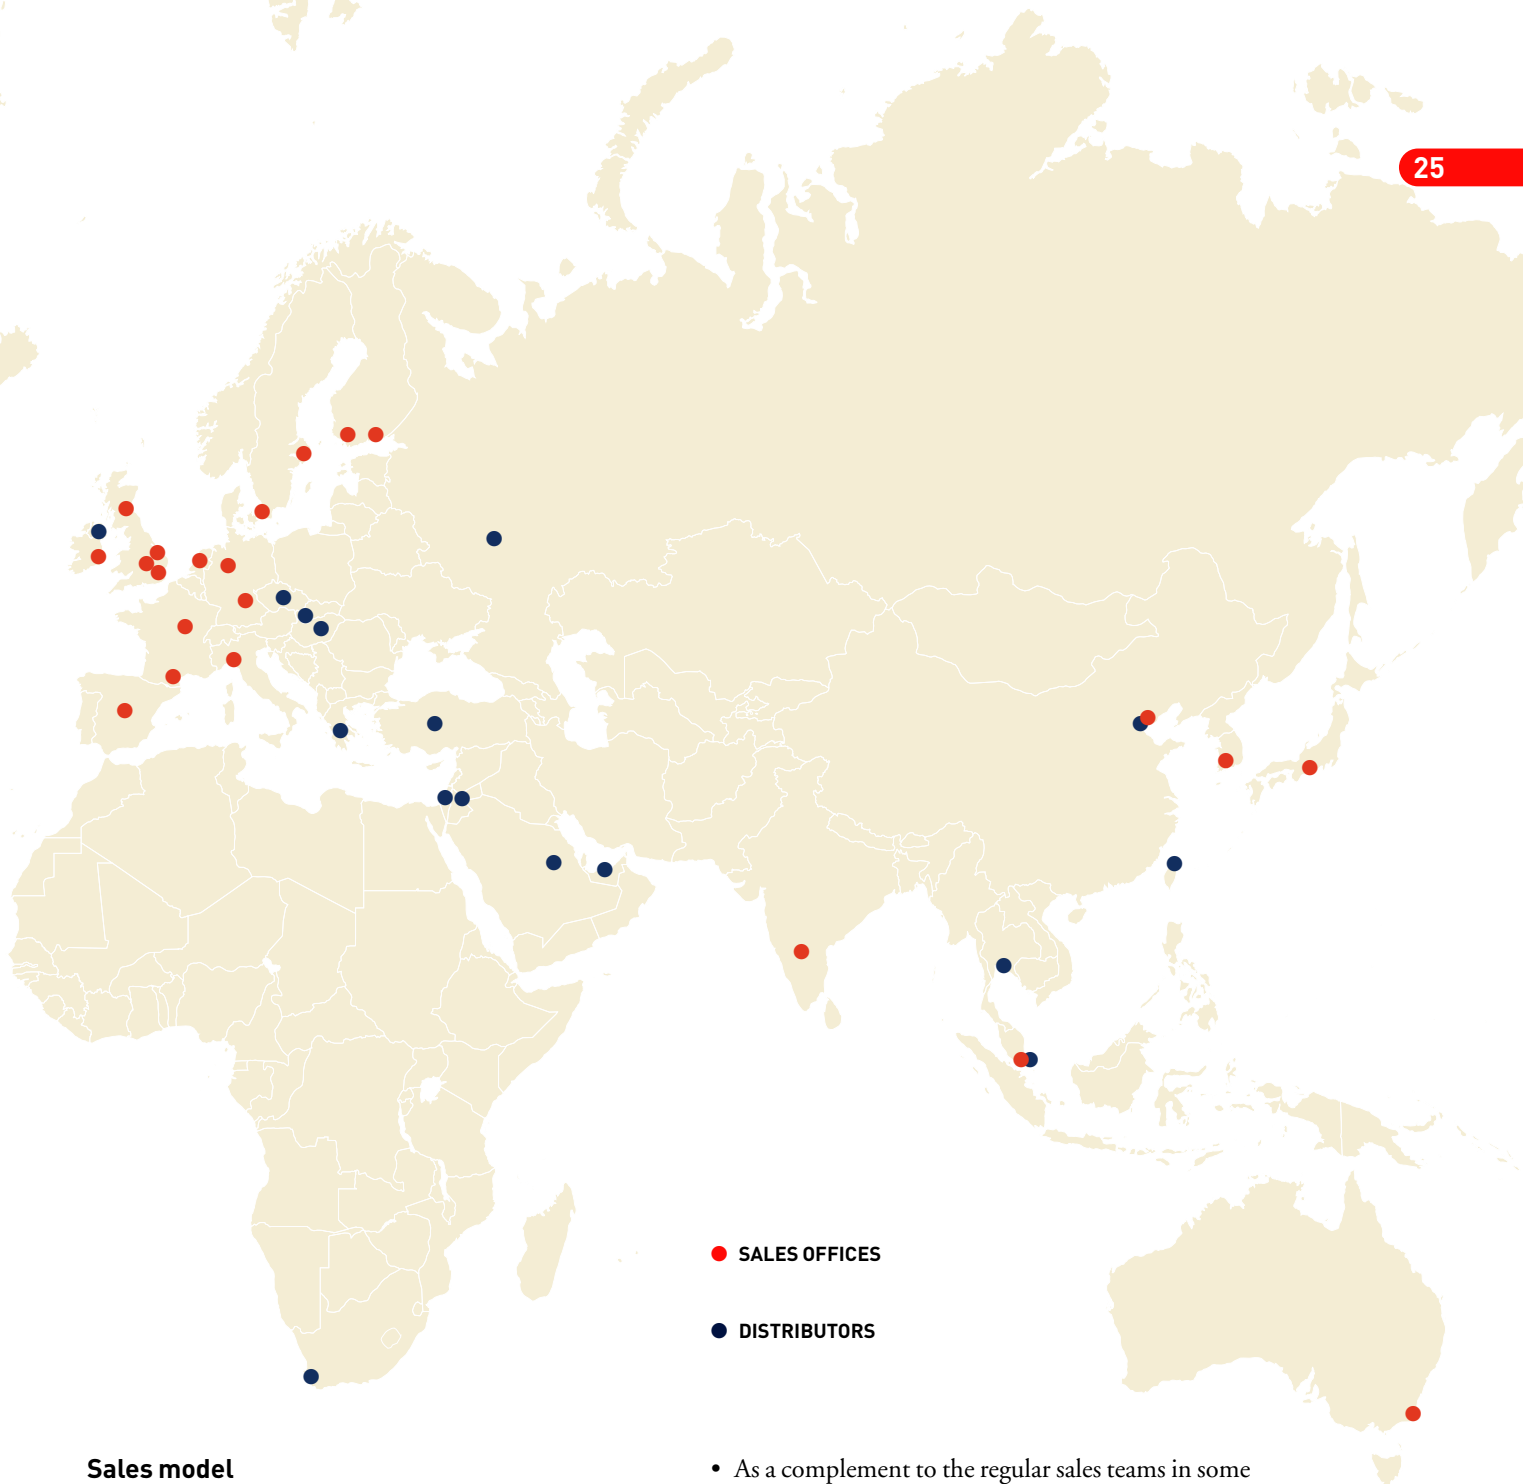 25
SALES OFFICES
DISTRIBUTORS
Sales model
• As a complement to the regular sales teams in some